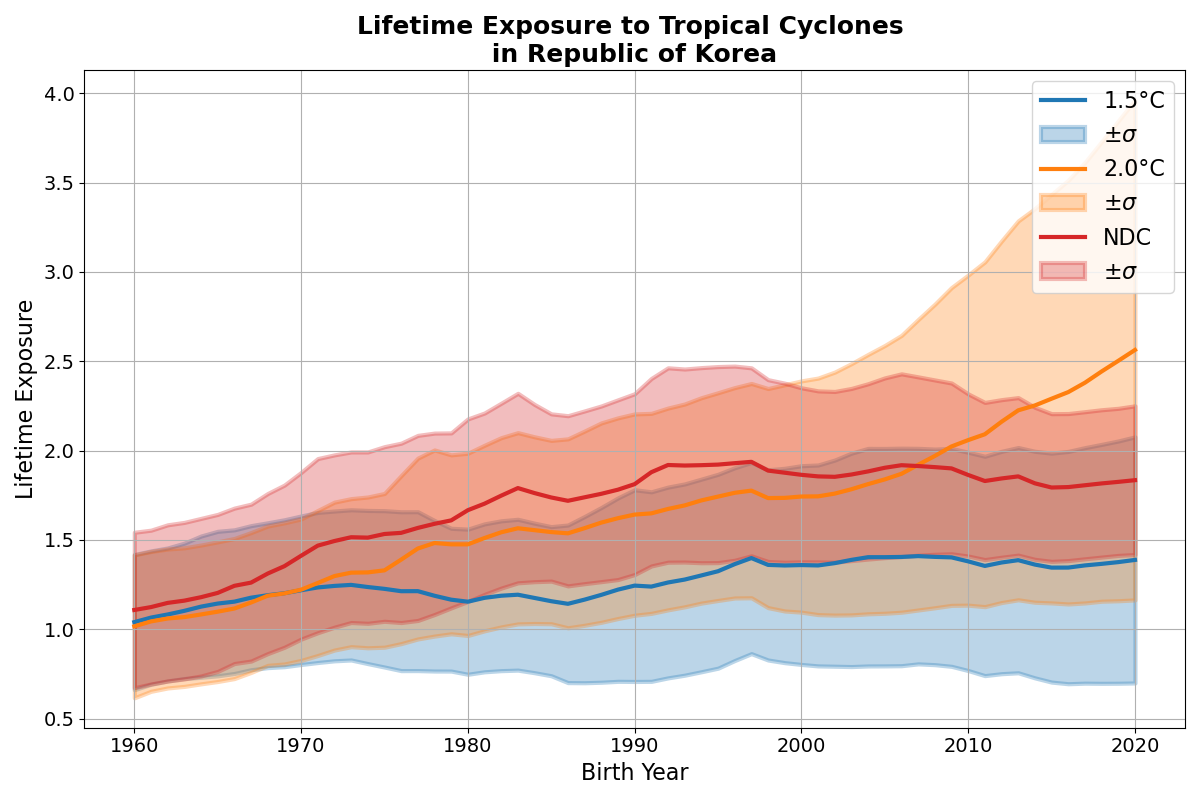 Lifetime Exposure to Tropical Cyclones
in Republic of Korea
Lifetime Exposure
4.0
3.5
3.0
2.5
2.0
1.5
1.0
0.5
1.5°C
±σ
2.0°C
±σ
NDC
±σ
1960
1970
1980
1990
2000
2010
2020
Birth Year